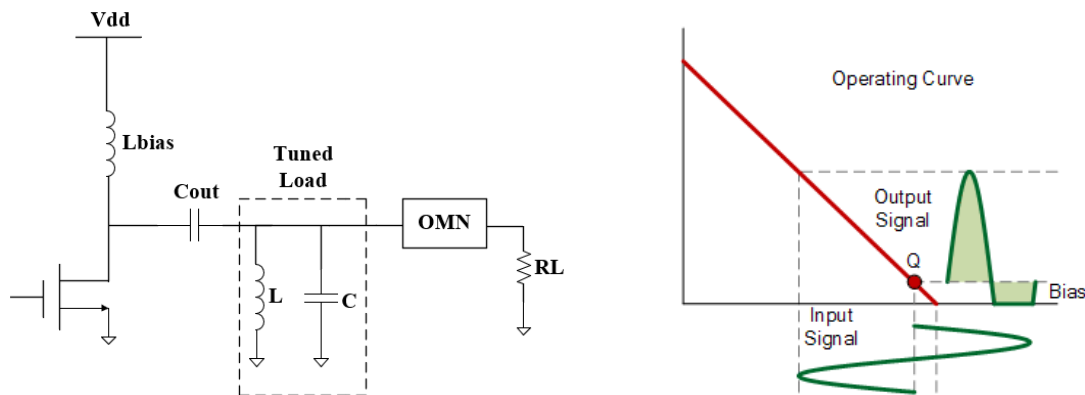 Vdd
Lbias
Cout
Tuned
Load
OMN
L
C
RL
Operating Curve
Output
Signal
Q
Bias
Input
Signal